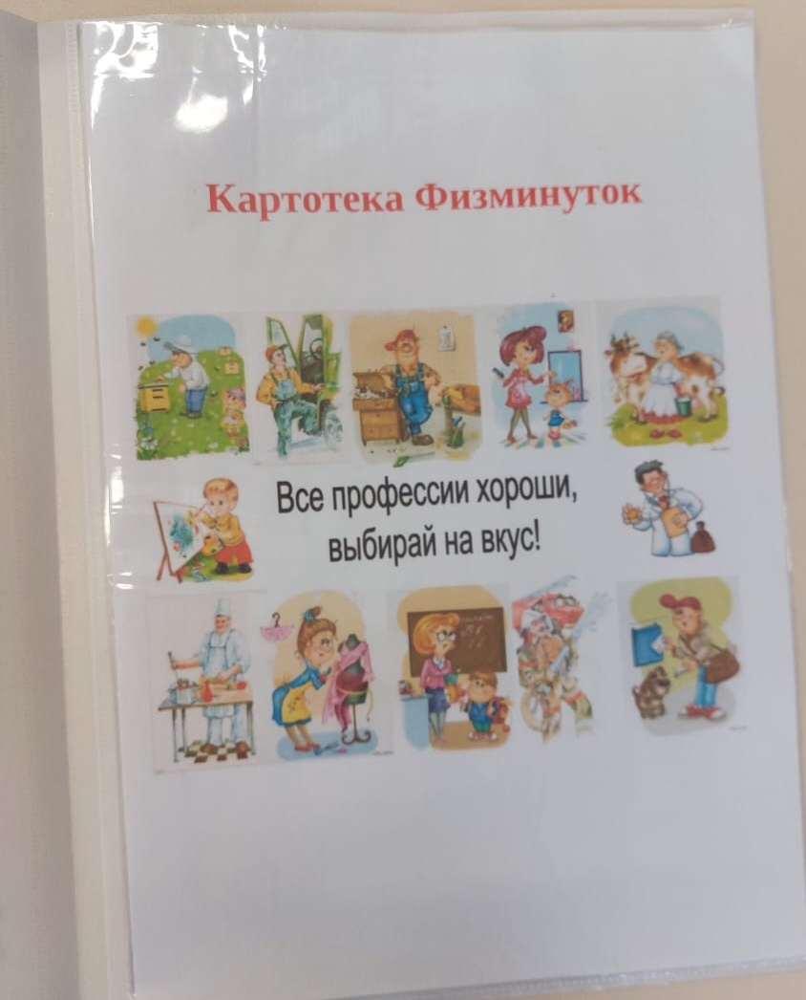 Картотека Физминуток
Все профессии хороши,
выбирай на вкус!